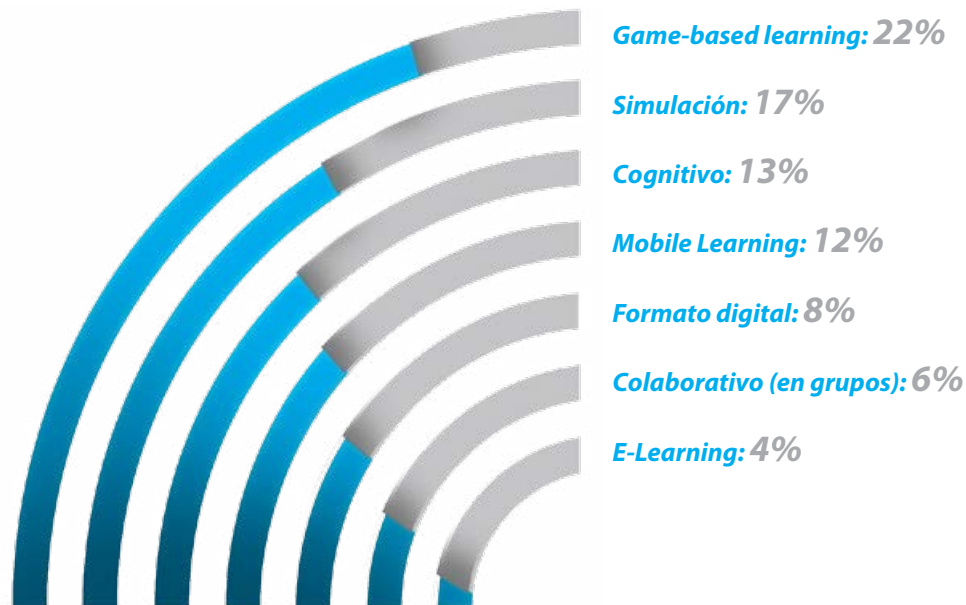 Game-based learning: 22%
Simulación: 17%
Cognitivo: 13%
Mobile Learning: 12%
Formato digital: 8%
Colaborativo (en grupos): 6%
E-Learning: 4%